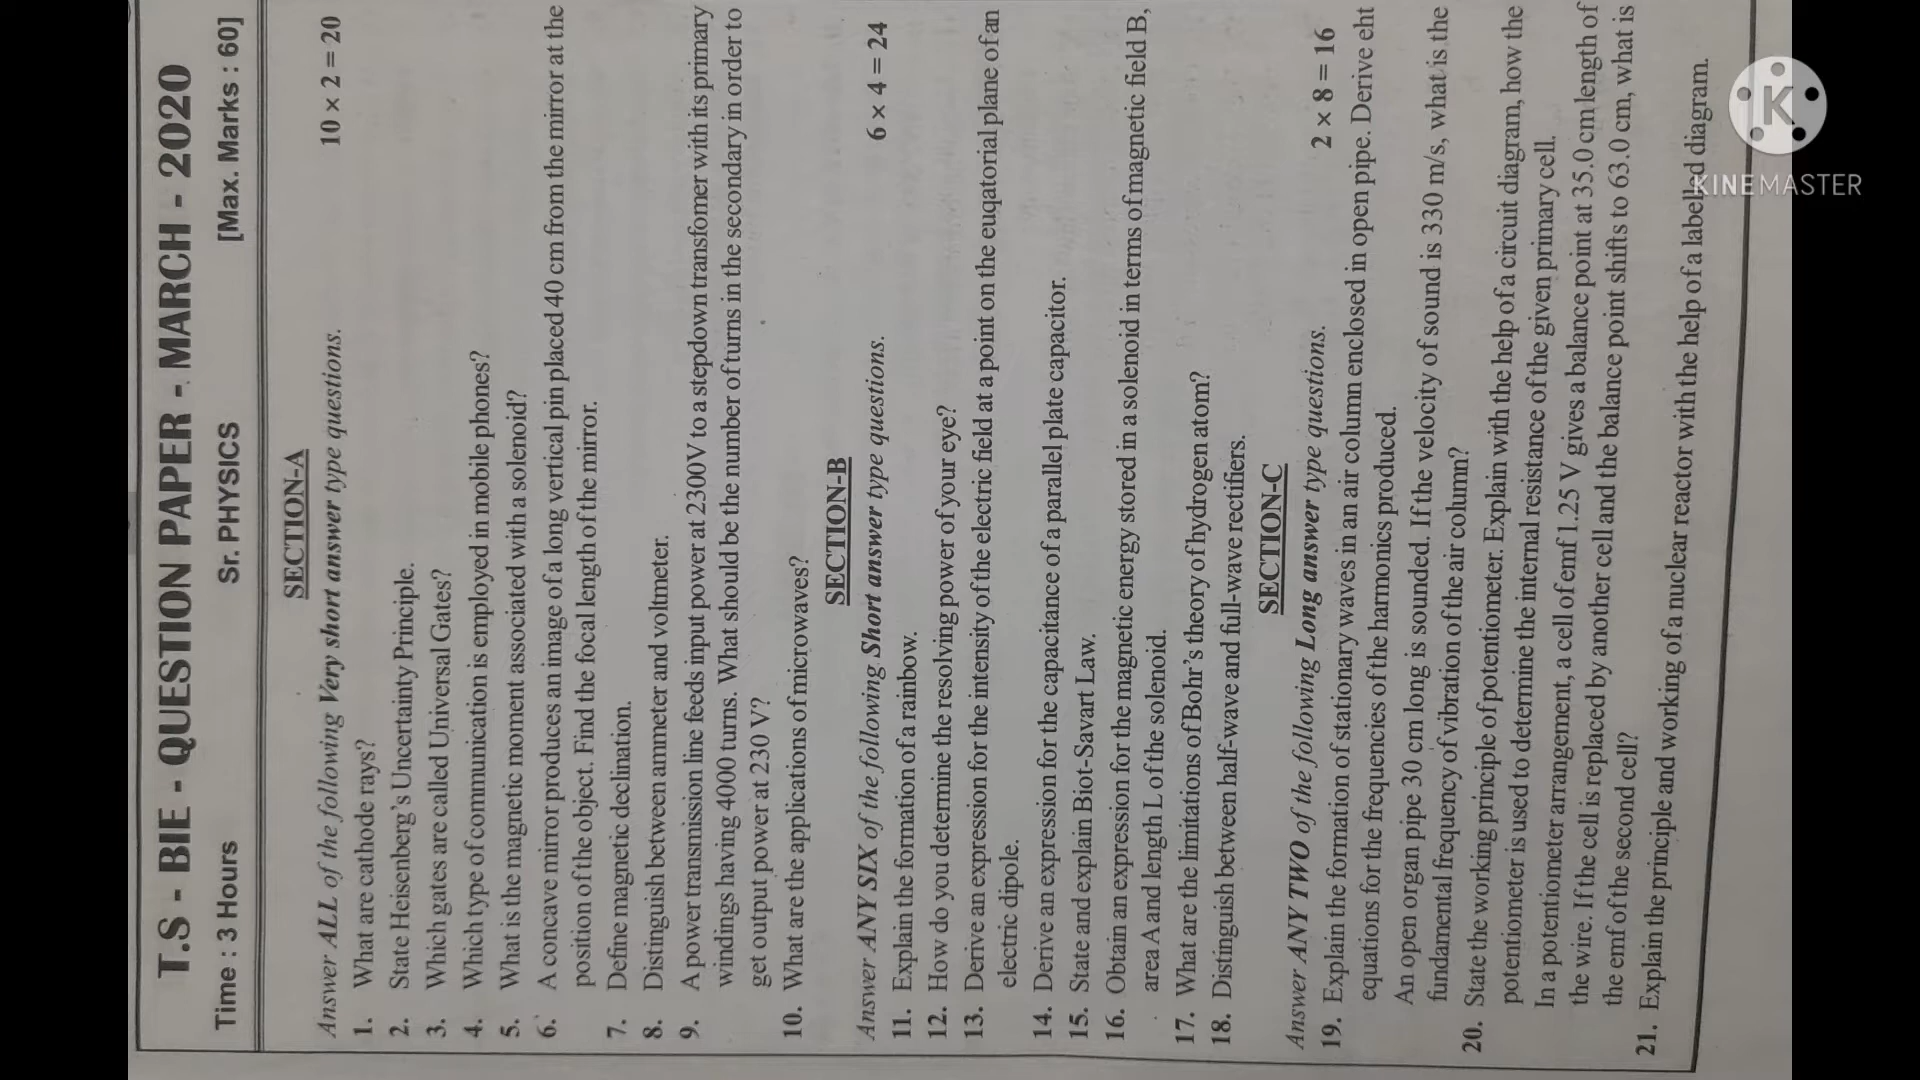 T.S - BIE - QUESTION PAPER - MARCH - 2020
Time : 3 Hours Sr. PHYSICS [Max. Marks : 60]
SECTION-A
Answer ALL of the following Very short answer type questions. 10 × 2 = 20
1. What are cathode rays?
2. State Heisenberg's Uncertainty Principle.
3. Which gates are called Universal Gates?
4. Which type of communication is employed in mobile phones?
5. What is the magnetic moment associated with a solenoid?
6. A concave mirror produces an image of a long vertical pin placed 40 cm from the mirror at the
position of the object. Find the focal length of the mirror.
7. Define magnetic declination.
8. Distinguish between ammeter and voltmeter.
9. A power transmission line feeds input power at 2300V to a stepdown transfomer with its primary
windings having 4000 turns. What should be the number of turns in the secondary in order to
get output power at 230 V?
10. What are the applications of microwaves?
SECTION-B
Answer ANY SIX of the following Short answer type questions. 6 × 4 = 24
11. Explain the formation of a rainbow.
12. How do you determine the resolving power of your eye?
13. Derive an expression for the intensity of the electric field at a point on the euqatorial plane of an
electric dipole.
14. Derive an expression for the capacitance of a parallel plate capacitor.
15. State and explain Biot-Savart Law.
16. Obtain an expression for the magnetic energy stored in a solenoid in terms of magnetic field B,
area A and length L of the solenoid.
17. What are the limitations of Bohr's theory of hydrogen atom?
18. Distinguish between half-wave and full-wave rectifiers.
SECTION-C
Answer ANY TWO of the following Long answer type questions. 2 × 8 = 16
19. Explain the formation of stationary waves in an air column enclosed in open pipe. Derive eht
equations for the frequencies of the harmonics produced.
An open organ pipe 30 cm long is sounded. If the velocity of sound is 330 m/s, what is the
fundamental frequency of vibration of the air column?
20. State the working principle of potentiometer. Explain with the help of a circuit diagram, how the
potentiometer is used to determine the internal resistance of the given primary cell.
In a potentiometer arrangement, a cell of emf 1.25 V gives a balance point at 35.0 cm length of
the wire. If the cell is replaced by another cell and the balance point shifts to 63.0 cm, what is
the emf of the second cell?
21. Explain the principle and working of a nuclear reactor with the help of a labelled diagram.
K
KINEMASTER